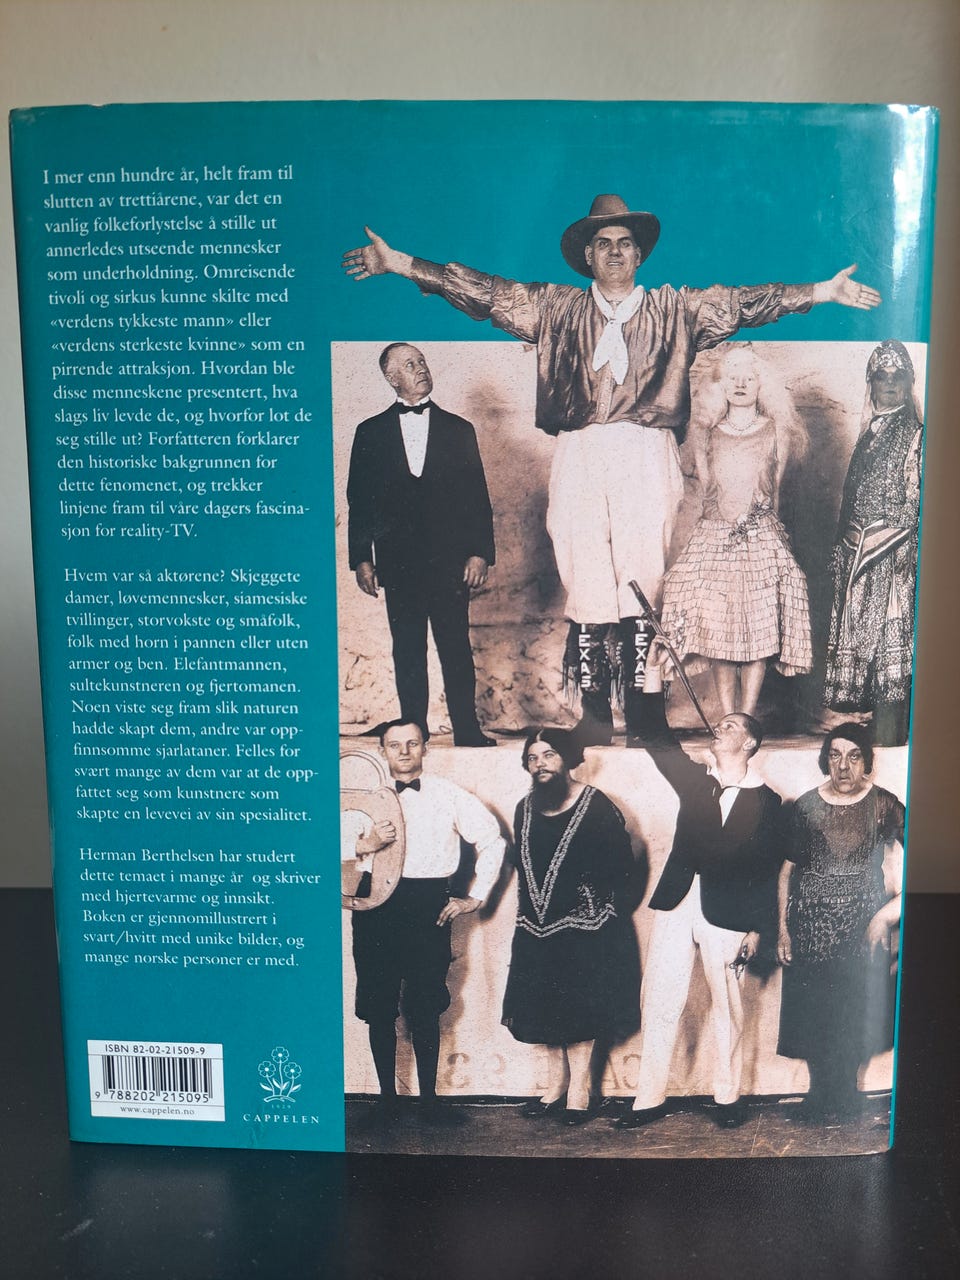 I mer enn hundre år, helt fram til
slutten av trettiårene, var det en
vanlig folkeforlystelse å stille ut
annerledes utseende mennesker
som underholdning. Omreisende
tivoli og sirkus kunne skilte med
«verdens tykkeste mann» eller
«verdens sterkeste kvinne» som en
pirrende attraksjon. Hvordan ble
disse menneskene presentert, hva
slags liv levde de, og hvorfor lot de
seg stille ut? Forfatteren forklarer
den historiske bakgrunnen for
dette fenomenet, og trekker
linjene fram til våre dagers fascina-
sjon for reality-TV.
Hvem var så aktørene? Skjeggete
damer, løvemennesker, siamesiske
tvillinger, storvokste og småfolk,
folk med horn i pannen eller uten
armer og ben. Elefantmannen,
sultekunstneren og fjertomanen.
Noen viste seg fram slik naturen
hadde skapt dem, andre var opp-
finnsomme sjarlataner. Felles for
svært mange av dem var at de opp-
fattet seg som kunstnere som
skapte en levevei av sin spesialitet.
Herman Berthelsen har studert
dette temaet i mange år og skriver
med hjertevarme og innsikt.
Boken er gjennomillustrert i
svart/hvitt med unike bilder, og
mange norske personer er med.
TEXAS
TEXAS
ISBN 82-02-21509-9
9 788202 215095
www.cappelen.no
1829
CAPPELEN